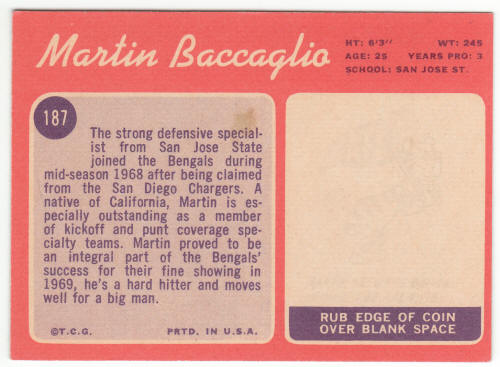 Martin Baccaglio
HT: 6'3" WT: 245
AGE: 25 YEARS PRO: 3
SCHOOL: SAN JOSE ST.
187
The strong defensive special-
ist from San Jose State
joined the Bengals during
mid-season 1968 after being claimed
from the San Diego Chargers. A
native of California, Martin is es-
pecially outstanding as a member
of kickoff and punt coverage spe-
cialty teams. Martin proved to be
an integral part of the Bengals'
success for their fine showing in
1969, he's a hard hitter and moves
well for a big man.
©T.C.G. PRTD. IN U.S.A.
RUB EDGE OF COIN
OVER BLANK SPACE